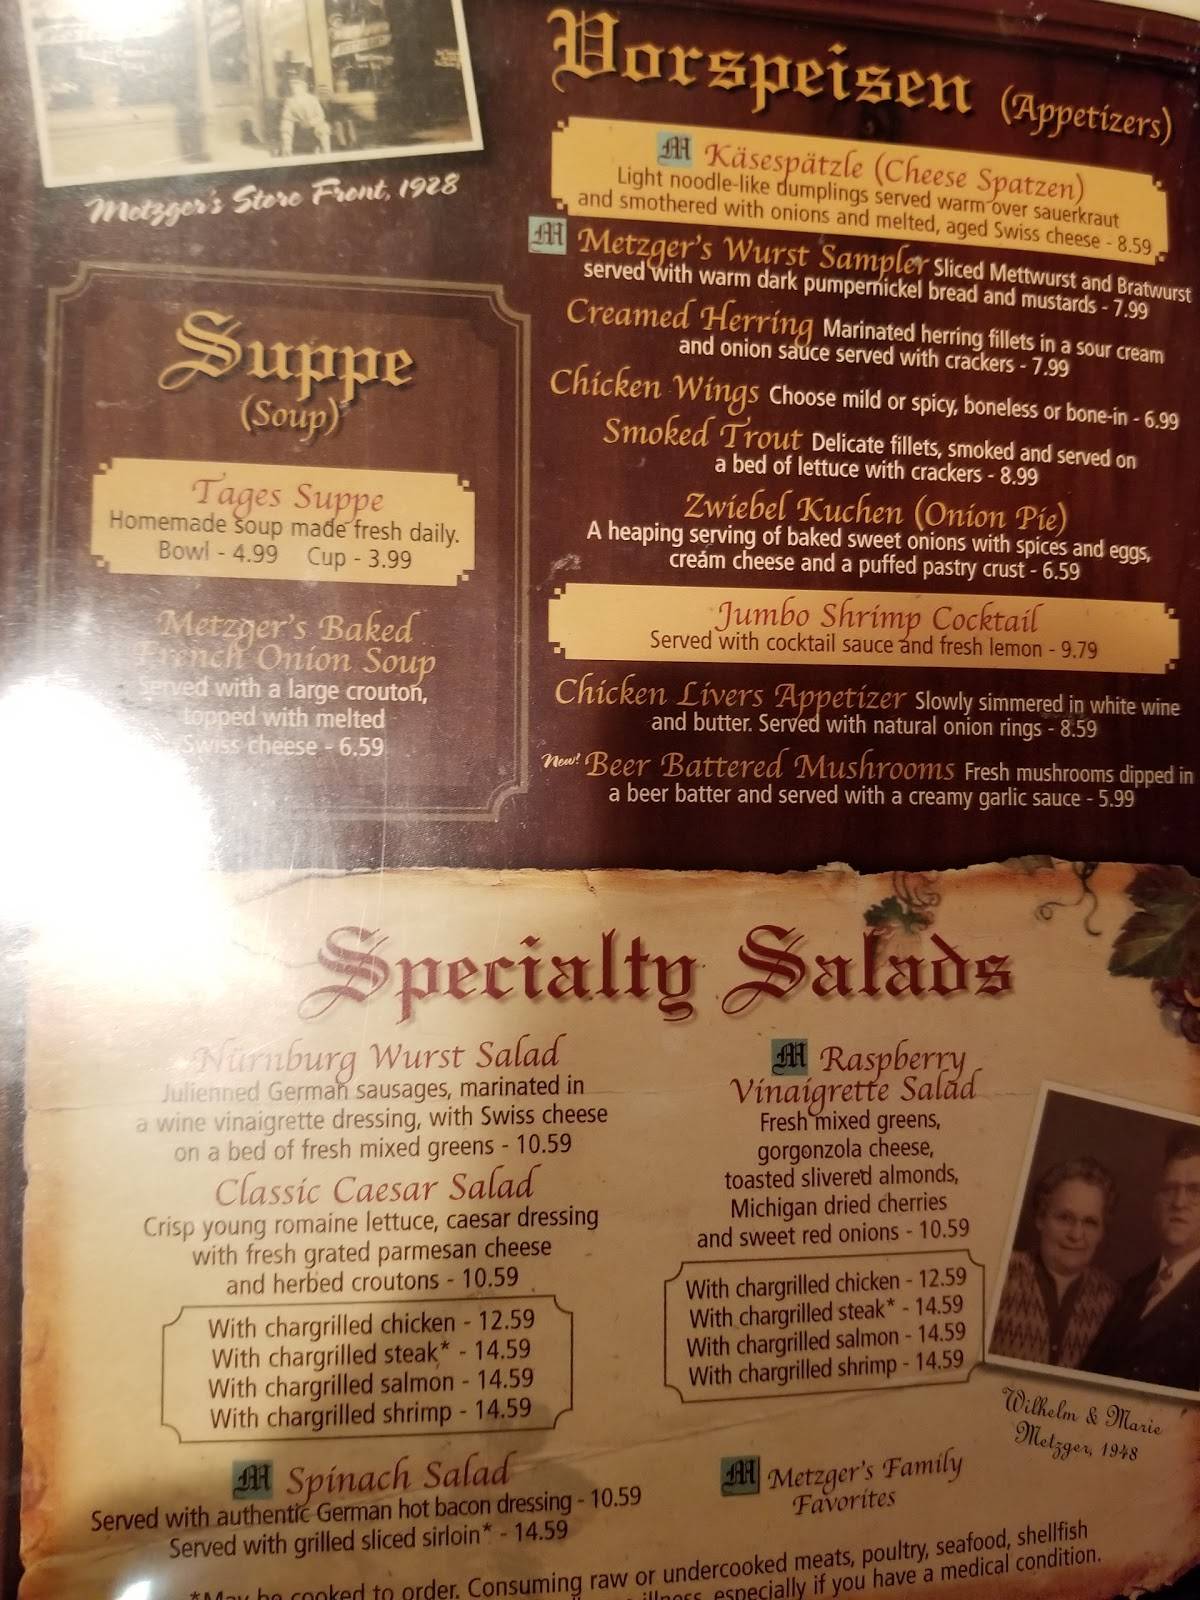 Metzger's Store Front, 1928
Suppe
(Soup)
Tages Suppe
Homemade soup made fresh daily.
Bowl - 4.99 Cup - 3.99
Metzger's Baked
French Onion Soup
Served with a large crouton,
topped with melted
Swiss cheese - 6.59
Vorspeisen (Appetizers)
M Käsespätzle (Cheese Spatzen)
Light noodle-like dumplings served warm over sauerkraut
and smothered with onions and melted, aged Swiss cheese - 8.59
M Metzger's Wurst Sampler Sliced Mettwurst and Bratwurst
served with warm dark pumpernickel bread and mustards - 7.99
Creamed Herring Marinated herring fillets in a sour cream
and onion sauce served with crackers - 7.99
Chicken Wings Choose mild or spicy, boneless or bone-in - 6.99
Smoked Trout Delicate fillets, smoked and served on
a bed of lettuce with crackers - 8.99
Zwiebel Kuchen (Onion Pie)
A heaping serving of baked sweet onions with spices and eggs,
cream cheese and a puffed pastry crust - 6.59
Jumbo Shrimp Cocktail
Served with cocktail sauce and fresh lemon - 9.79
Chicken Livers Appetizer Slowly simmered in white wine
and butter. Served with natural onion rings - 8.59
New! Beer Battered Mushrooms Fresh mushrooms dipped in
a beer batter and served with a creamy garlic sauce - 5.99
Specialty Salads
Nürnburg Wurst Salad
Julienned German sausages, marinated in
a wine vinaigrette dressing, with Swiss cheese
on a bed of fresh mixed greens - 10.59
Classic Caesar Salad
Crisp young romaine lettuce, caesar dressing
with fresh grated parmesan cheese
and herbed croutons - 10.59
With chargrilled chicken - 12.59
With chargrilled steak* - 14.59
With chargrilled salmon - 14.59
With chargrilled shrimp - 14.59
M Spinach Salad
Served with authentic German hot bacon dressing - 10.59
Served with grilled sliced sirloin* - 14.59
M Raspberry
Vinaigrette Salad
Fresh mixed greens,
gorgonzola cheese,
toasted slivered almonds,
Michigan dried cherries
and sweet red onions - 10.59
With chargrilled chicken - 12.59
With chargrilled steak* - 14.59
With chargrilled salmon - 14.59
With chargrilled shrimp - 14.59
Wilhelm & Marie
Metzger, 1948
M Metzger's Family
Favorites
*May be cooked to order. Consuming raw or undercooked meats, poultry, seafood, shellfish
illness, especially if you have a medical condition.